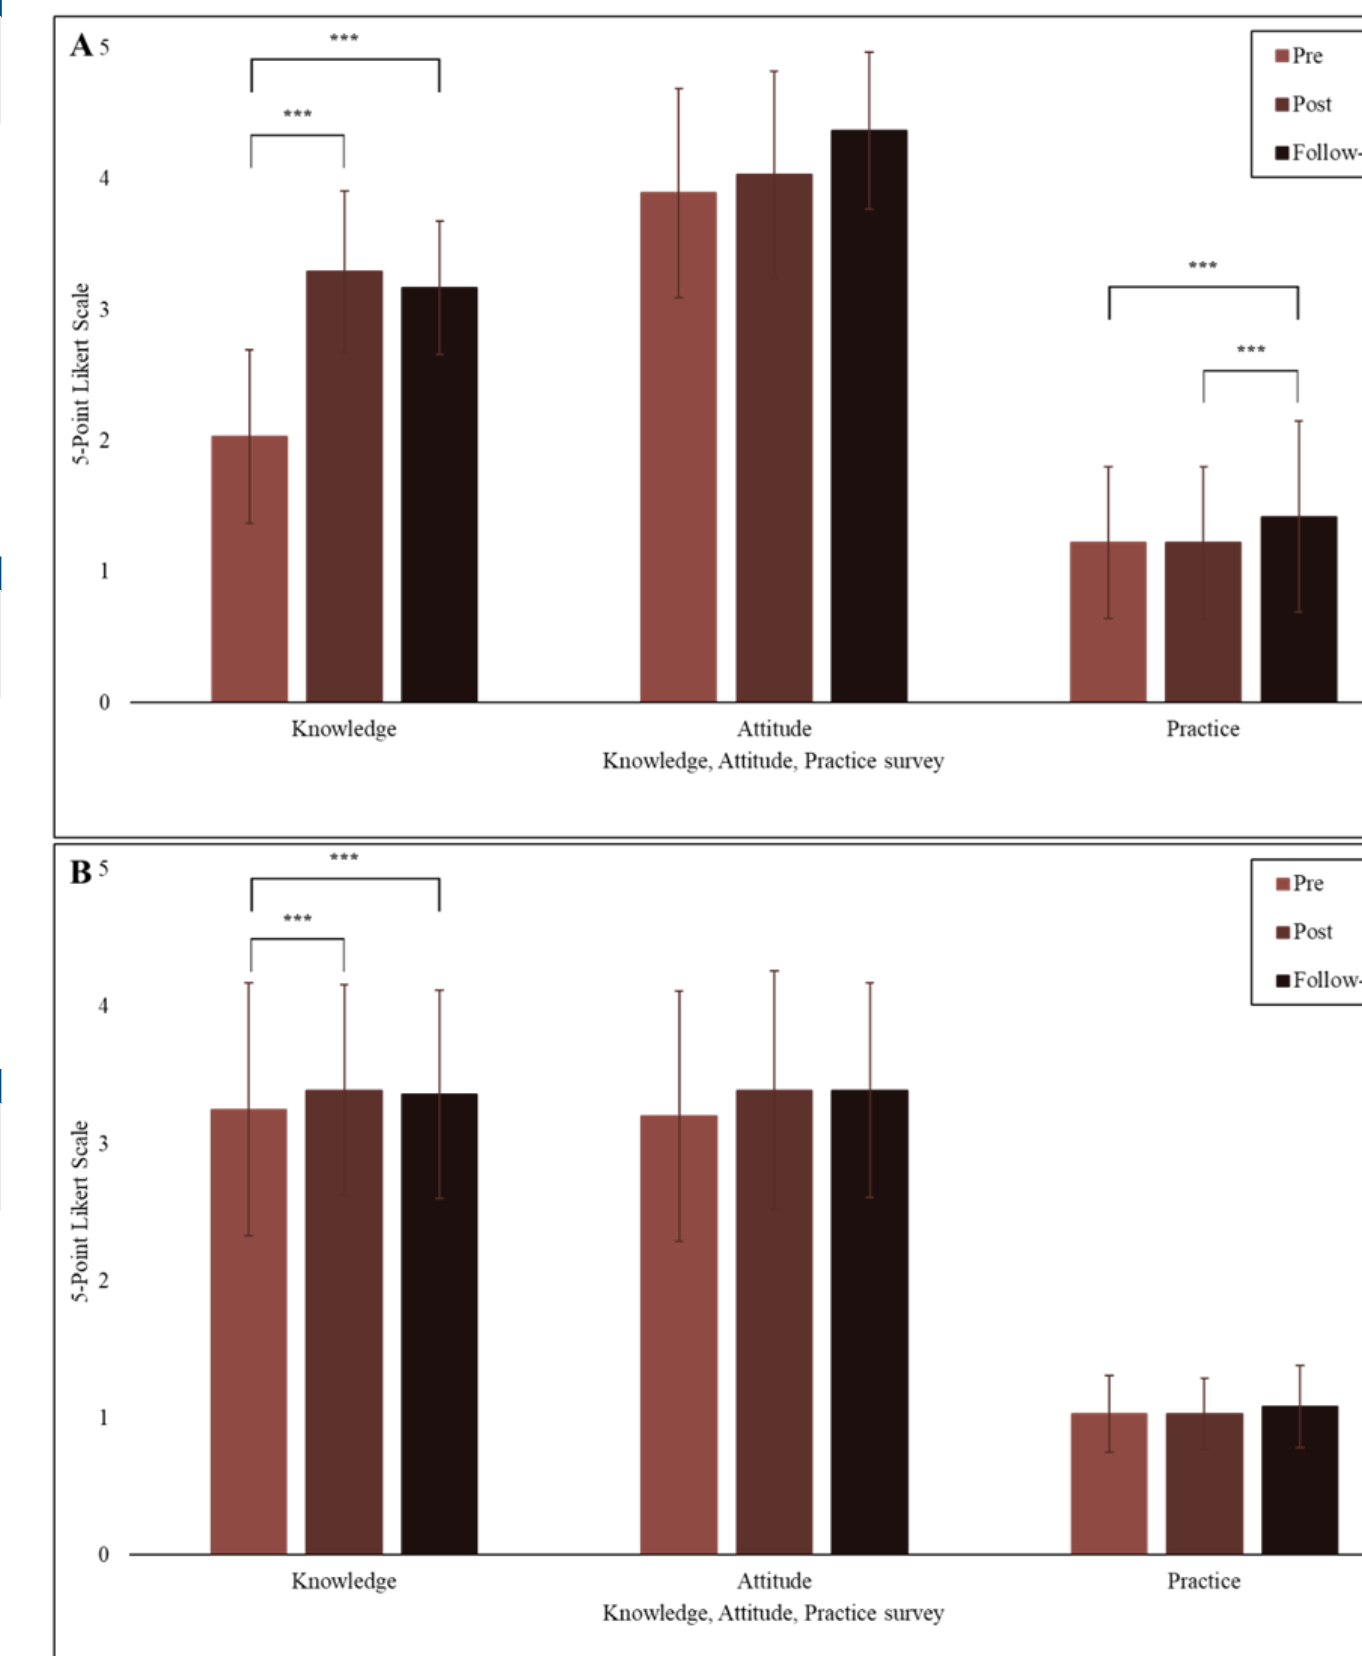 A
5
***
***
4
3
2
1
0
5-Point Likert Scale
***
***
Pre
Post
Follow-
Knowledge
Attitude
Practice
Knowledge, Attitude, Practice survey
B
5
***
***
4
3
2
1
0
5-Point Likert Scale
Pre
Post
Follow-
Knowledge
Attitude
Practice
Knowledge, Attitude, Practice survey